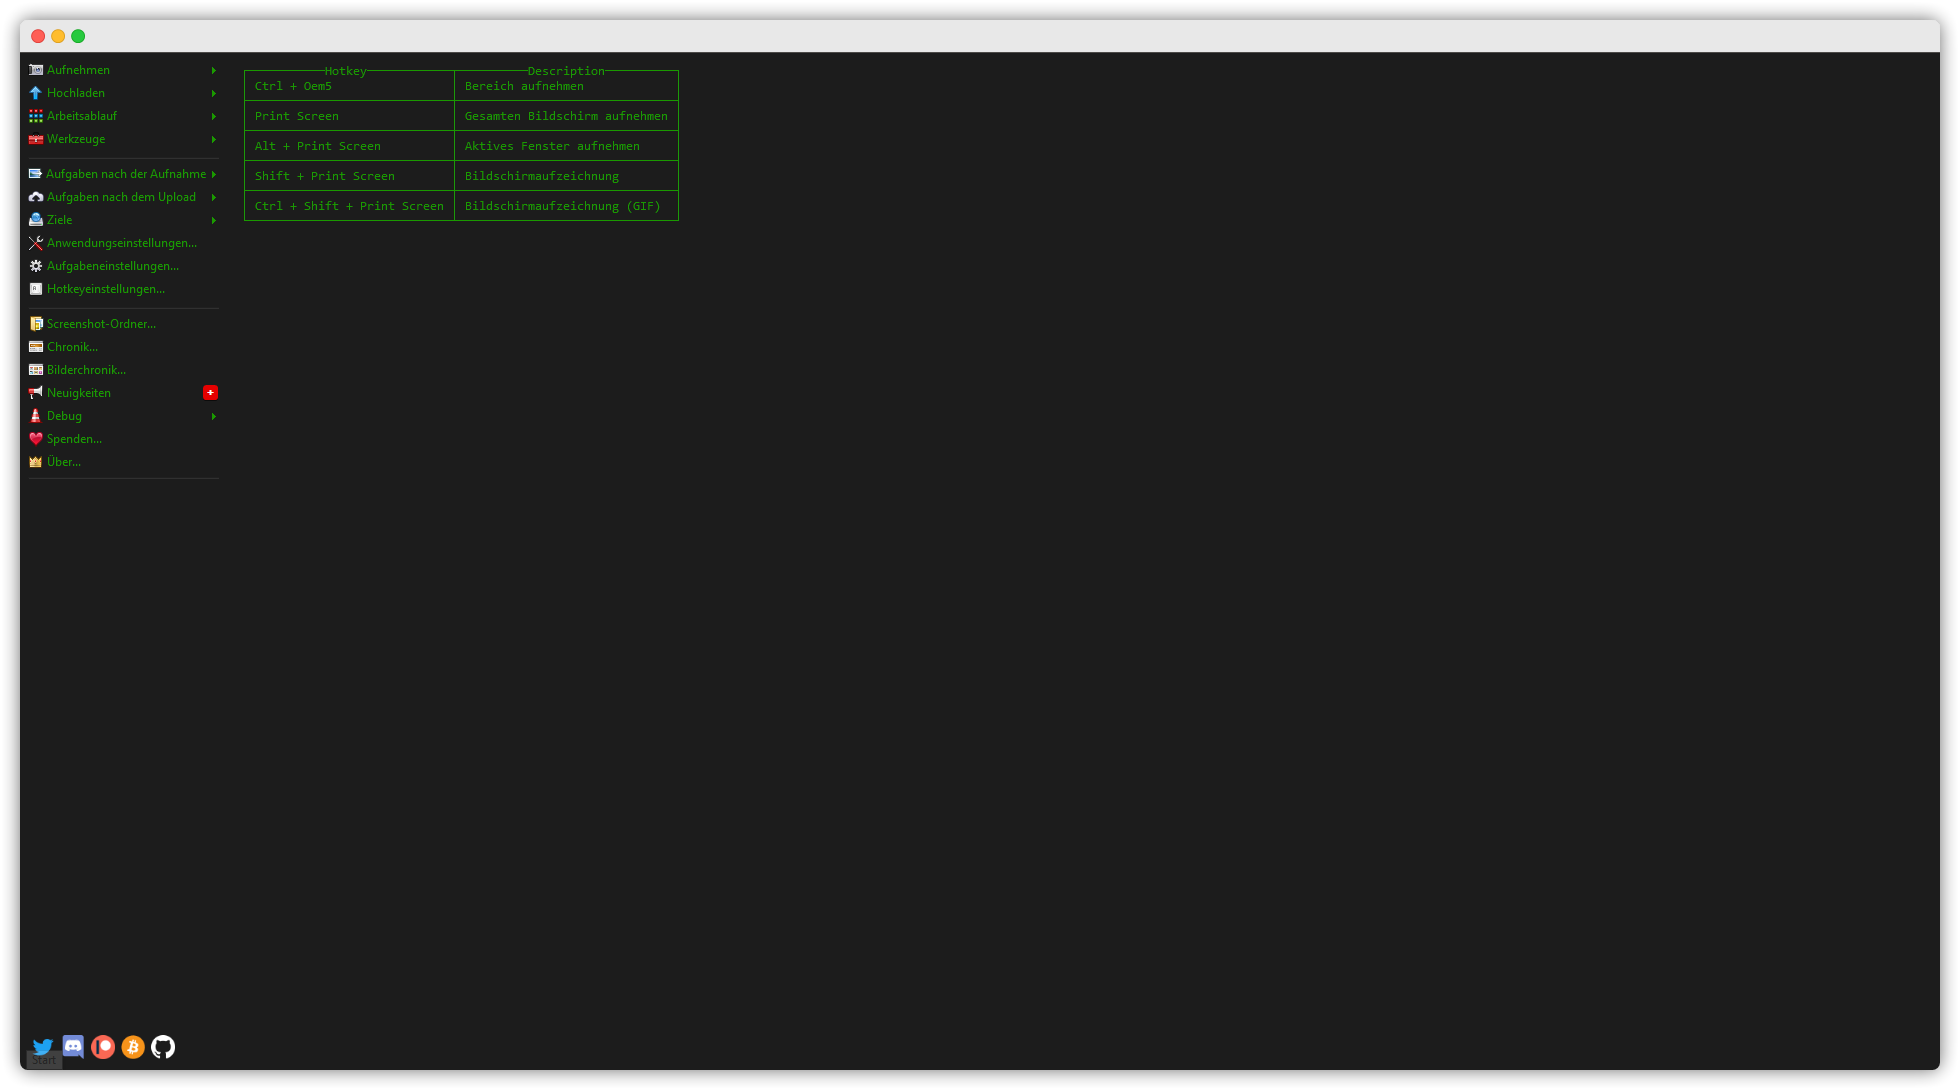 Aufnehmen
Hochladen
Arbeitsablauf
Werkzeuge
Aufgaben nach der Aufnahme
Aufgaben nach dem Upload
Ziele
Anwendungseinstellungen...
Aufgabeneinstellungen...
Hotkeyeinstellungen...
Screenshot-Ordner...
Chronik...
Bilderchronik...
Neuigkeiten +
Debug
Spenden...
Über...
Hotkey Description
Ctrl + Oem5 Bereich aufnehmen
Print Screen Gesamten Bildschirm aufnehmen
Alt + Print Screen Aktives Fenster aufnehmen
Shift + Print Screen Bildschirmaufzeichnung
Ctrl + Shift + Print Screen Bildschirmaufzeichnung (GIF)
Start